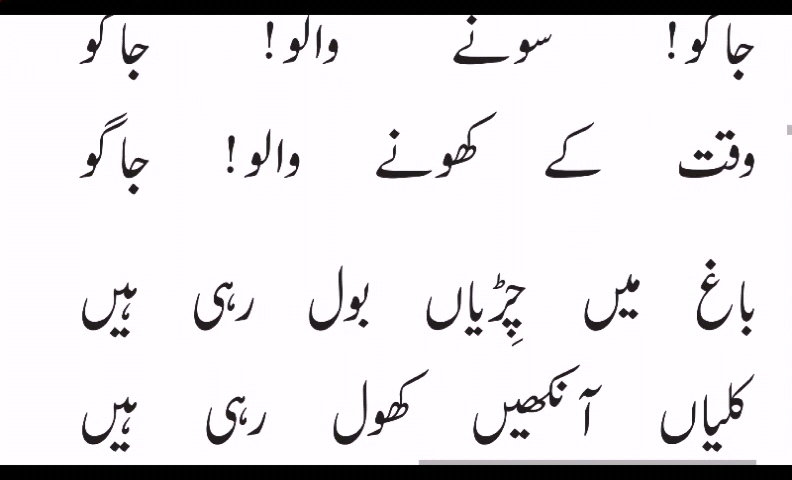 جاگو! سونے والو! جاگو
وقت کے کھونے والو! جاگو
باغ میں چِڑیاں بول رہی ہیں
کلیاں آنکھیں کھول رہی ہیں